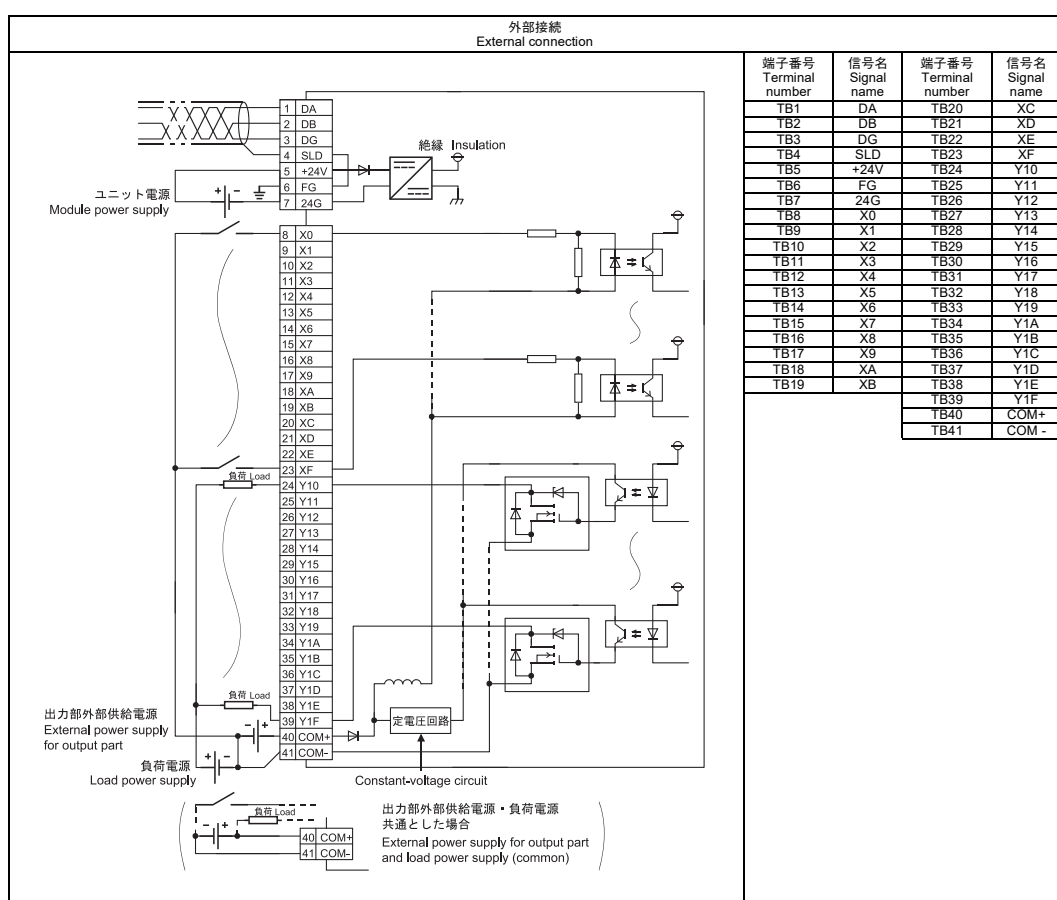 外部接続
External connection
絶縁 Insulation
ユニット電源
Module power supply
+ -
1 DA
2 DB
3 DG
4 SLD
5 +24V
6 FG
7 24G
8 X0
9 X1
10 X2
11 X3
12 X4
13 X5
14 X6
15 X7
16 X8
17 X9
18 XA
19 XB
20 XC
21 XD
22 XE
23 XF
負荷 Load
24 Y10
25 Y11
26 Y12
27 Y13
28 Y14
29 Y15
30 Y16
31 Y17
32 Y18
33 Y19
34 Y1A
35 Y1B
36 Y1C
37 Y1D
負荷 Load
38 Y1E
39 Y1F
40 COM+
41 COM-
出力部外部供給電源
External power supply
for output part
- +
負荷電源
Load power supply
+ -
定電圧回路
Constant-voltage circuit
負荷 Load
+ -
40 COM+
41 COM-
出力部外部供給電源・負荷電源
共通とした場合
External power supply for output part
and load power supply (common)
端子番号 信号名 端子番号 信号名
Terminal Signal Terminal Signal
number name number name
TB1 DA TB20 XC
TB2 DB TB21 XD
TB3 DG TB22 XE
TB4 SLD TB23 XF
TB5 +24V TB24 Y10
TB6 FG TB25 Y11
TB7 24G TB26 Y12
TB8 X0 TB27 Y13
TB9 X1 TB28 Y14
TB10 X2 TB29 Y15
TB11 X3 TB30 Y16
TB12 X4 TB31 Y17
TB13 X5 TB32 Y18
TB14 X6 TB33 Y19
TB15 X7 TB34 Y1A
TB16 X8 TB35 Y1B
TB17 X9 TB36 Y1C
TB18 XA TB37 Y1D
TB19 XB TB38 Y1E
TB39 Y1F
TB40 COM+
TB41 COM -